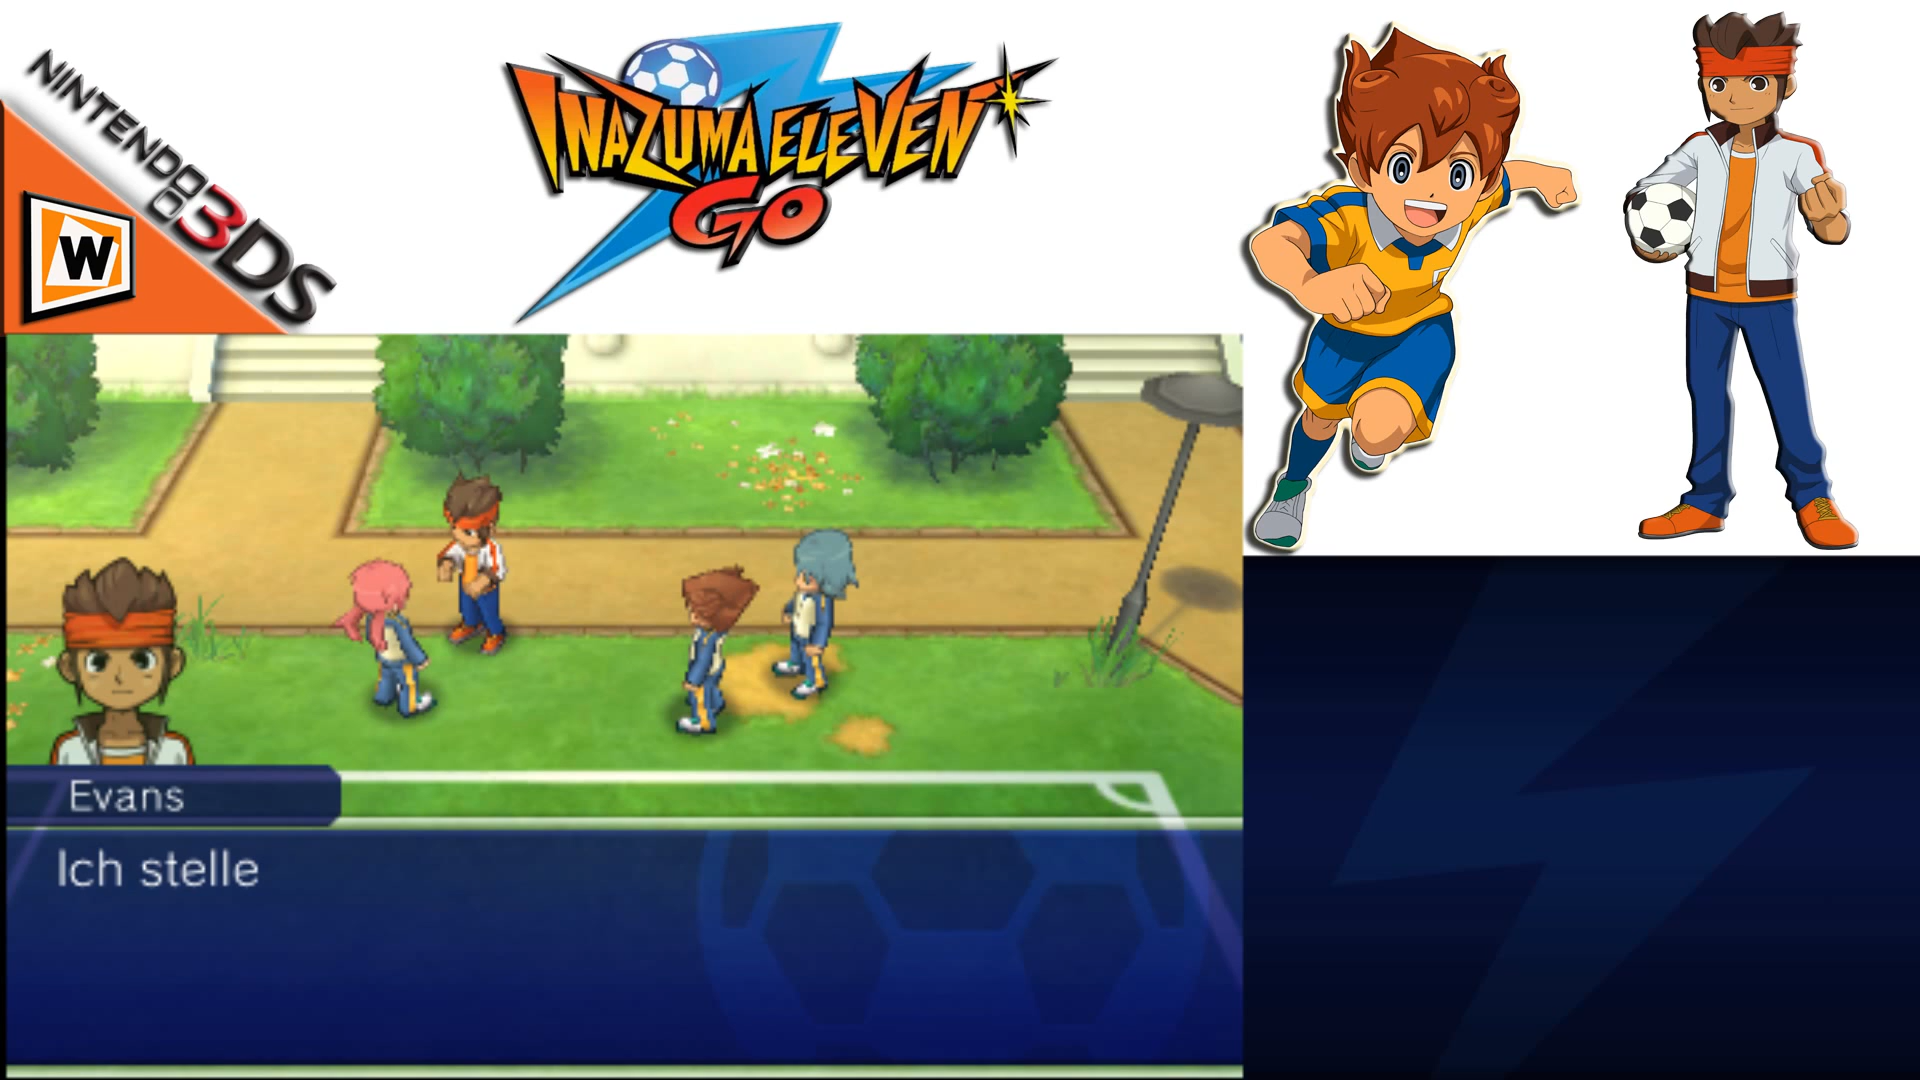 NINTENDO 3DS
W
INAZUMA ELEVEN
GO
Evans
Ich stelle